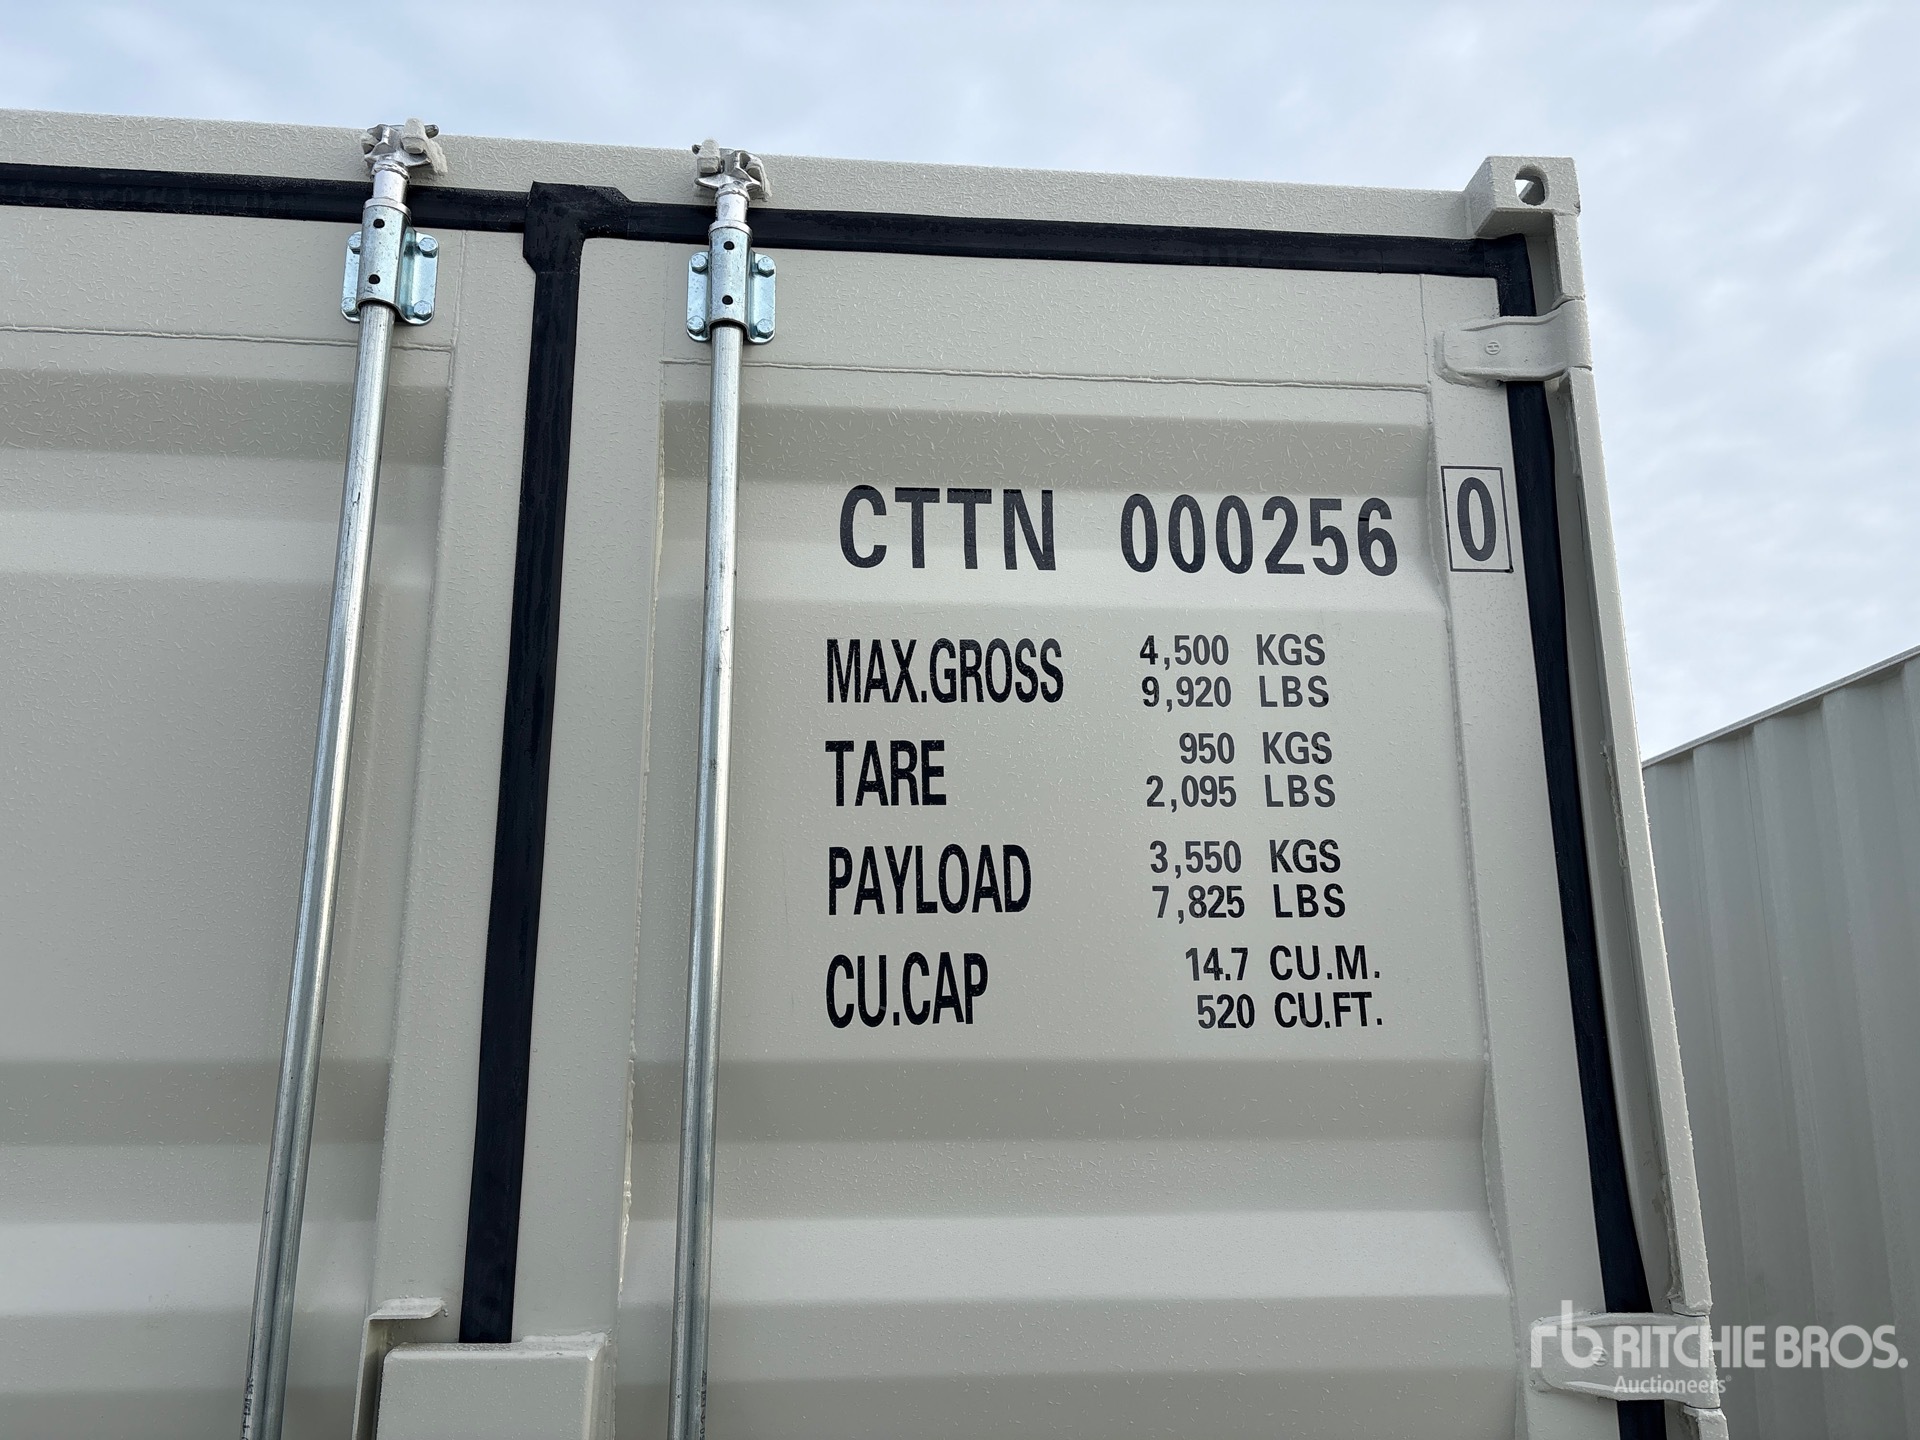 CTTN 000256 0
MAX.GROSS 4,500 KGS
9,920 LBS
TARE 950 KGS
2,095 LBS
PAYLOAD 3,550 KGS
7,825 LBS
CU.CAP 14.7 CU.M.
520 CU.FT.
rb RITCHIE BROS.
Auctioneers